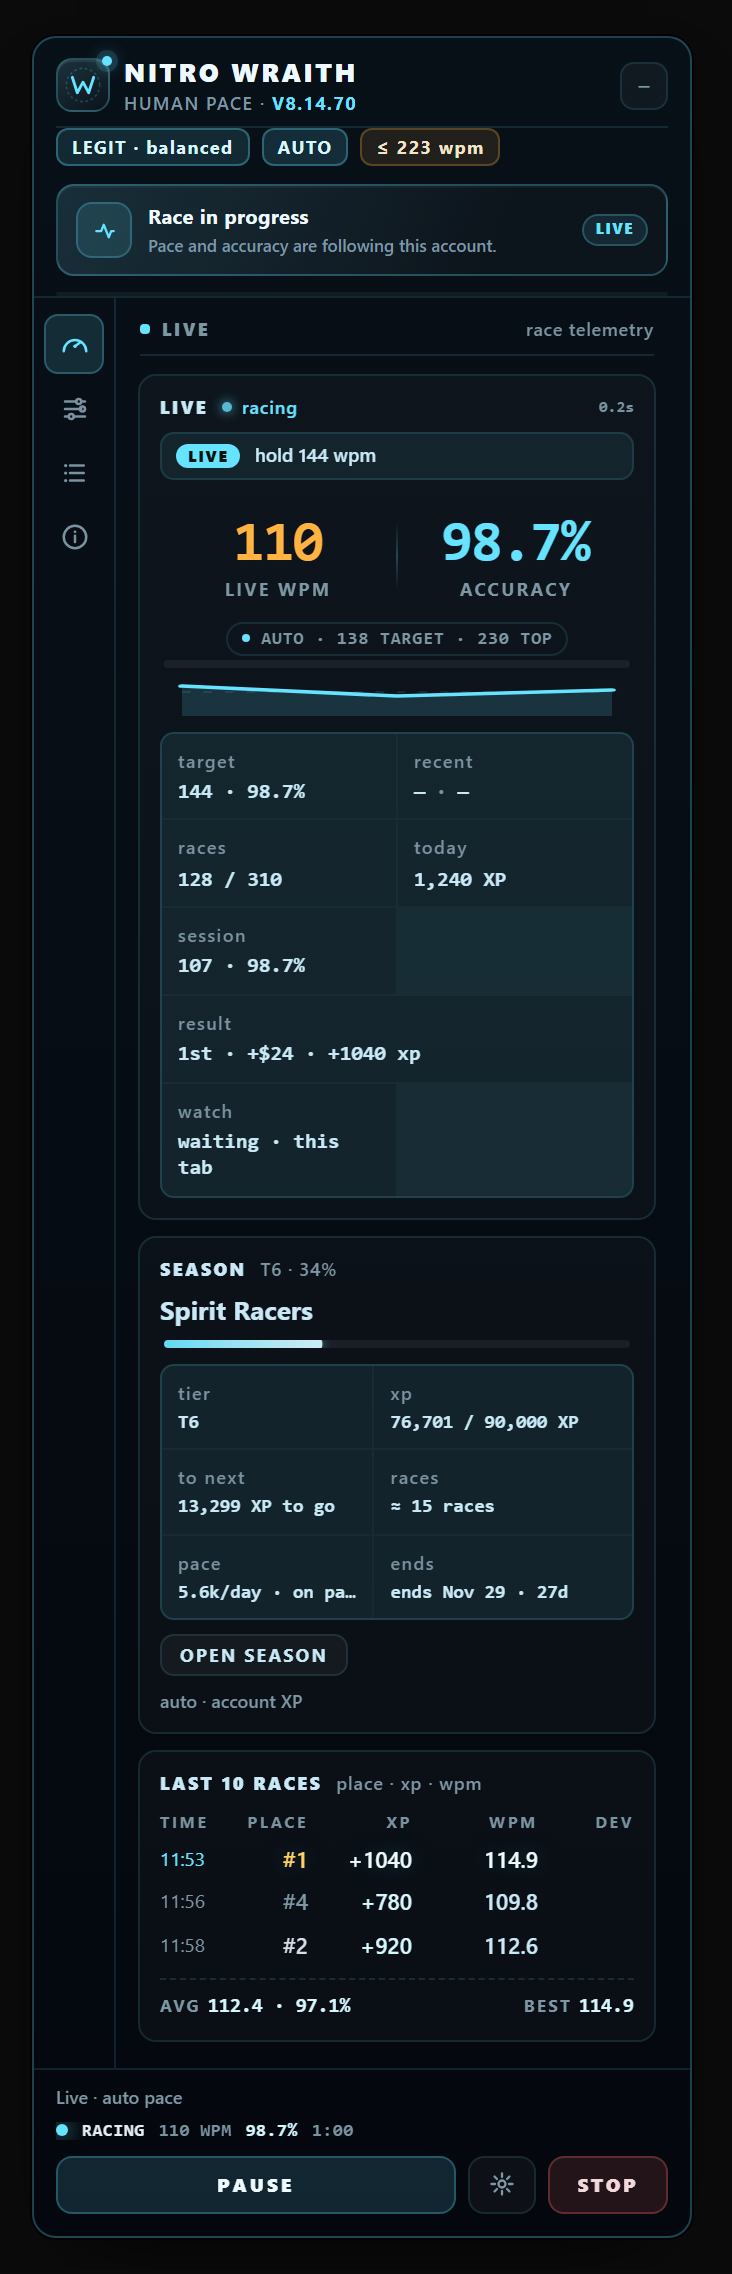 W
NITRO WRAITH
HUMAN PACE · V8.14.70
–
LEGIT · balanced
AUTO
≤ 223 wpm
Race in progress
Pace and accuracy are following this account.
LIVE
LIVE
race telemetry
LIVE
racing
0.2s
LIVE
hold 144 wpm
110
LIVE WPM
98.7%
ACCURACY
AUTO · 138 TARGET · 230 TOP
target
144 · 98.7%
recent
— · —
races
128 / 310
today
1,240 XP
session
107 · 98.7%
result
1st · +$24 · +1040 xp
watch
waiting · this
tab
SEASON T6 · 34%
Spirit Racers
tier
T6
xp
76,701 / 90,000 XP
to next
13,299 XP to go
races
≈ 15 races
pace
5.6k/day · on pa…
ends
ends Nov 29 · 27d
OPEN SEASON
auto · account XP
LAST 10 RACES place · xp · wpm
TIME PLACE XP WPM DEV
11:53 #1 +1040 114.9
11:56 #4 +780 109.8
11:58 #2 +920 112.6
AVG 112.4 · 97.1% BEST 114.9
Live · auto pace
RACING 110 WPM 98.7% 1:00
PAUSE
STOP